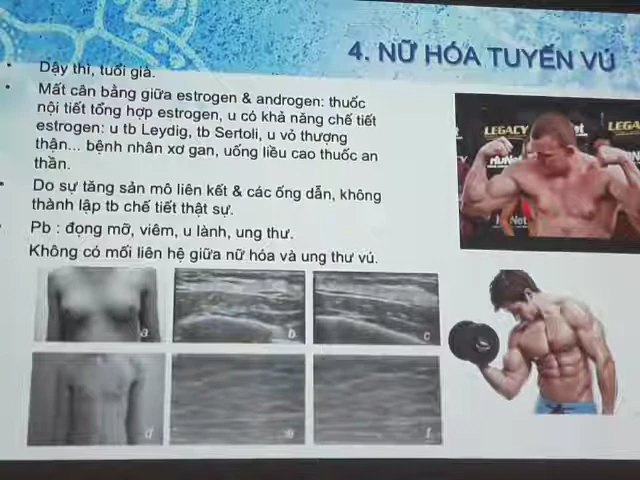 4. NỮ HÓA TUYẾN VÚ
• Dậy thì, tuổi già.
• Mất cân bằng giữa estrogen & androgen: thuốc
nội tiết tổng hợp estrogen, u có khả năng chế tiết
estrogen: u tb Leydig, tb Sertoli, u vỏ thượng
thận... bệnh nhân xơ gan, uống liều cao thuốc an
thần.
• Do sự tăng sản mô liên kết & các ống dẫn, không
thành lập tb chế tiết thật sự.
• Pb : đọng mỡ, viêm, u lành, ung thư.
Không có mối liên hệ giữa nữ hóa và ung thư vú.
LEGACY
LEGA
HuNet
Net
a
b
c
d
e
f